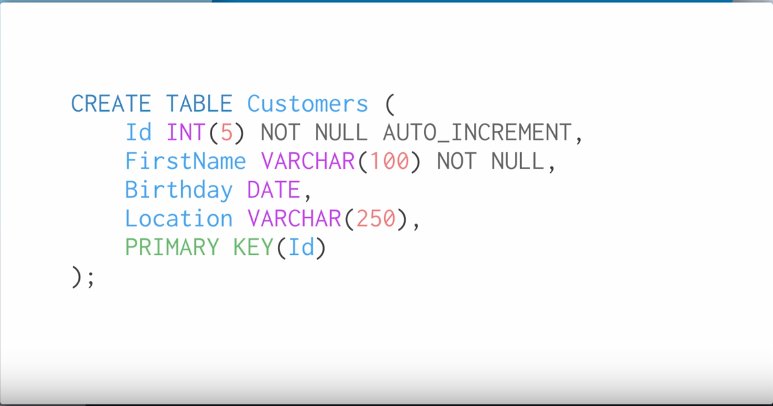 CREATE TABLE Customers (
    Id INT(5) NOT NULL AUTO_INCREMENT,
    FirstName VARCHAR(100) NOT NULL,
    Birthday DATE,
    Location VARCHAR(250),
    PRIMARY KEY(Id)
);